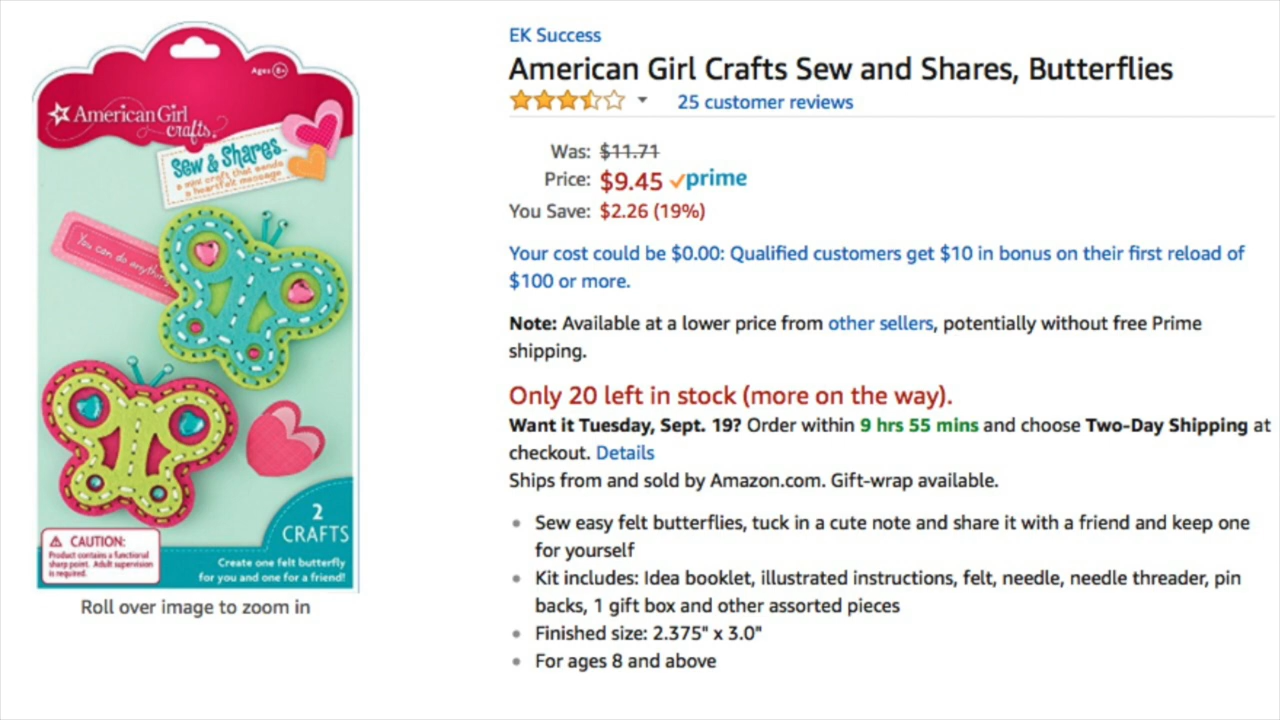 Ages 8+
American Girl
crafts®
Sew & Shares™
a mini craft that sends
a heartfelt message
You can do anything
2
CRAFTS
Create one felt butterfly
for you and one for a friend!
⚠ CAUTION:
Product contains a functional
sharp point. Adult supervision
is required.
Roll over image to zoom in
EK Success
American Girl Crafts Sew and Shares, Butterflies
25 customer reviews
Was: $11.71
Price: $9.45 prime
You Save: $2.26 (19%)
Your cost could be $0.00: Qualified customers get $10 in bonus on their first reload of
$100 or more.
Note: Available at a lower price from other sellers, potentially without free Prime
shipping.
Only 20 left in stock (more on the way).
Want it Tuesday, Sept. 19? Order within 9 hrs 55 mins and choose Two-Day Shipping at
checkout. Details
Ships from and sold by Amazon.com. Gift-wrap available.
• Sew easy felt butterflies, tuck in a cute note and share it with a friend and keep one
for yourself
• Kit includes: Idea booklet, illustrated instructions, felt, needle, needle threader, pin
backs, 1 gift box and other assorted pieces
• Finished size: 2.375" x 3.0"
• For ages 8 and above